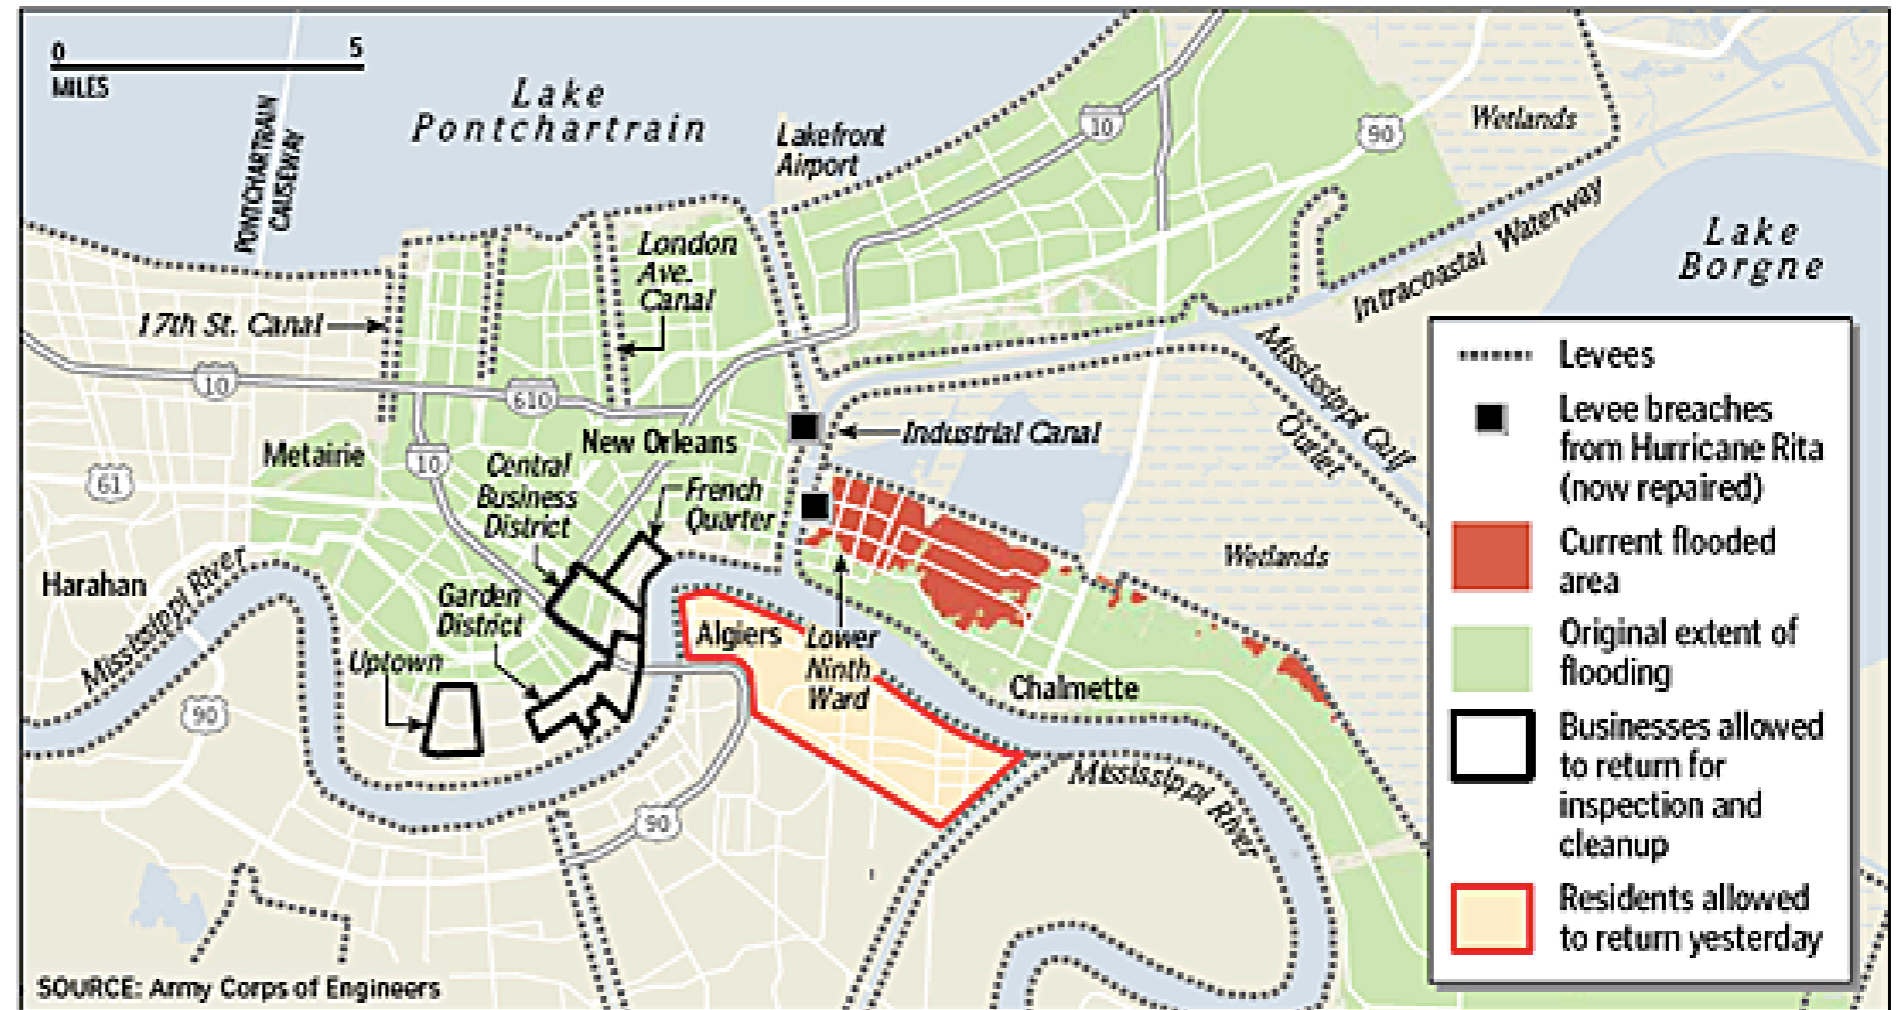 0 5
MILES
PONTCHARTRAIN
CAUSEWAY
Lake
Pontchartrain
Lakefront
Airport
10
90
Wetlands
Intracoastal Waterway
Lake
Borgne
London
Ave.
Canal
17th St. Canal
10
610
New Orleans
Metairie
10
61
Central
Business
District
French
Quarter
Industrial Canal
Mississippi Gulf
Outlet
Wetlands
Harahan
Mississippi River
Garden
District
Uptown
90
Algiers
Lower
Ninth
Ward
Chalmette
Mississippi River
90
Levees
Levee breaches
from Hurricane Rita
(now repaired)
Current flooded
area
Original extent of
flooding
Businesses allowed
to return for
inspection and
cleanup
Residents allowed
to return yesterday
SOURCE: Army Corps of Engineers